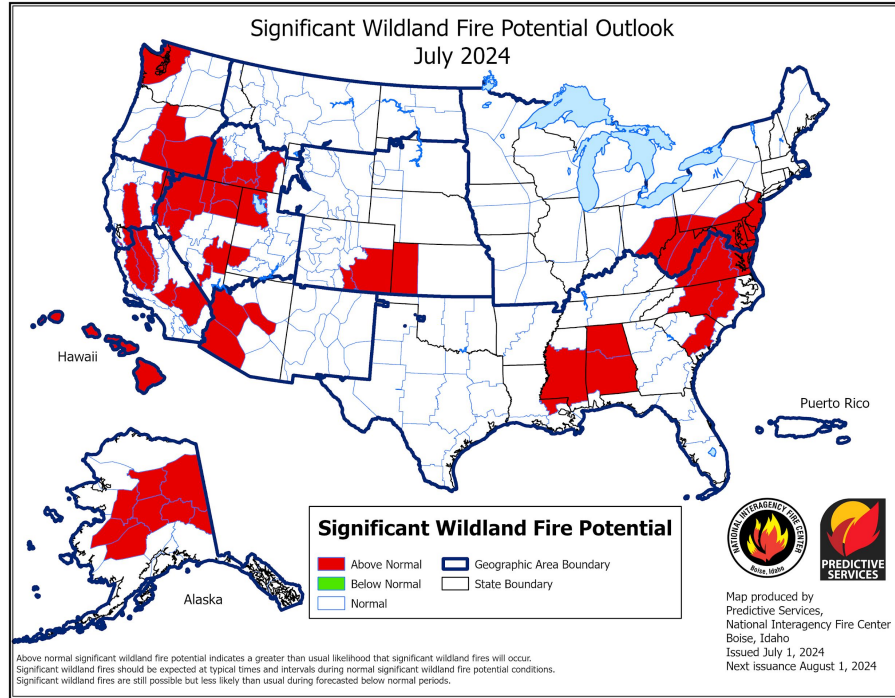 Significant Wildland Fire Potential Outlook
July 2024
Hawaii
Puerto Rico
Alaska
Significant Wildland Fire Potential
Above Normal
Below Normal
Normal
Geographic Area Boundary
State Boundary
NATIONAL INTERAGENCY FIRE CENTER
Boise, Idaho
PREDICTIVE
SERVICES
Map produced by
Predictive Services,
National Interagency Fire Center
Boise, Idaho
Issued July 1, 2024
Next issuance August 1, 2024
Above normal significant wildland fire potential indicates a greater than usual likelihood that significant wildland fires will occur.
Significant wildland fires should be expected at typical times and intervals during normal significant wildland fire potential conditions.
Significant wildland fires are still possible but less likely than usual during forecasted below normal periods.